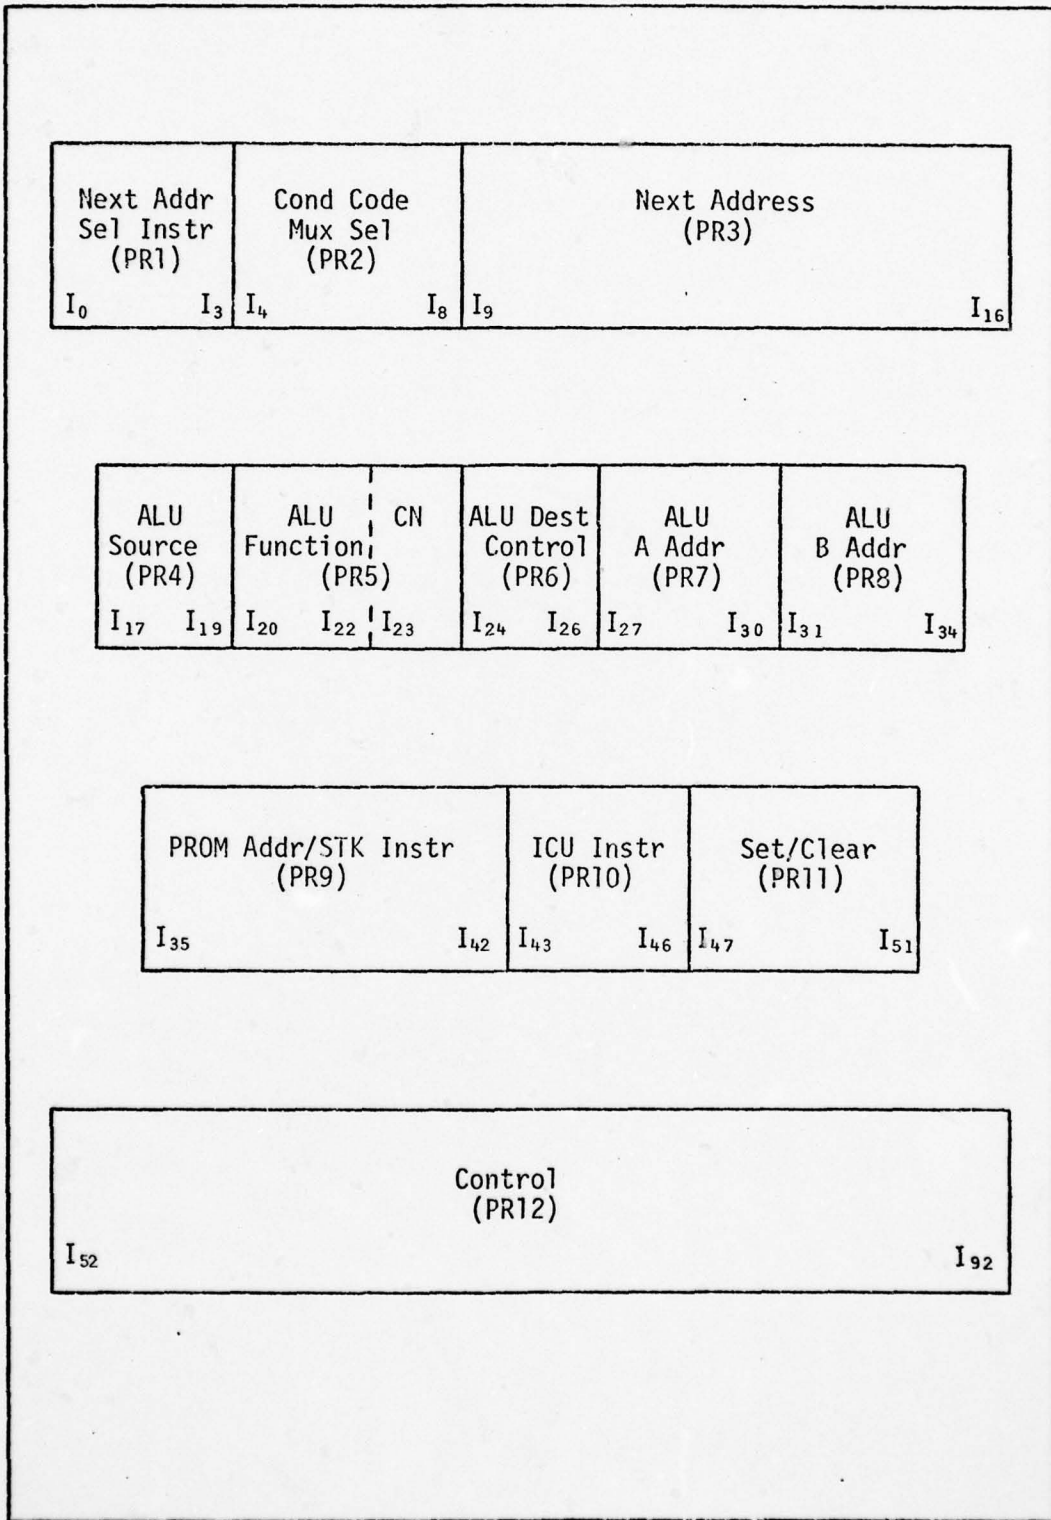 Next Addr
Sel Instr
(PR1)
I₀ I₃
Cond Code
Mux Sel
(PR2)
I₄ I₈
Next Address
(PR3)
I₉ I₁₆
ALU
Source
(PR4)
I₁₇ I₁₉
ALU CN
Function
(PR5)
I₂₀ I₂₂ I₂₃
ALU Dest
Control
(PR6)
I₂₄ I₂₆
ALU
A Addr
(PR7)
I₂₇ I₃₀
ALU
B Addr
(PR8)
I₃₁ I₃₄
PROM Addr/STK Instr
(PR9)
I₃₅ I₄₂
ICU Instr
(PR10)
I₄₃ I₄₆
Set/Clear
(PR11)
I₄₇ I₅₁
Control
(PR12)
I₅₂ I₉₂